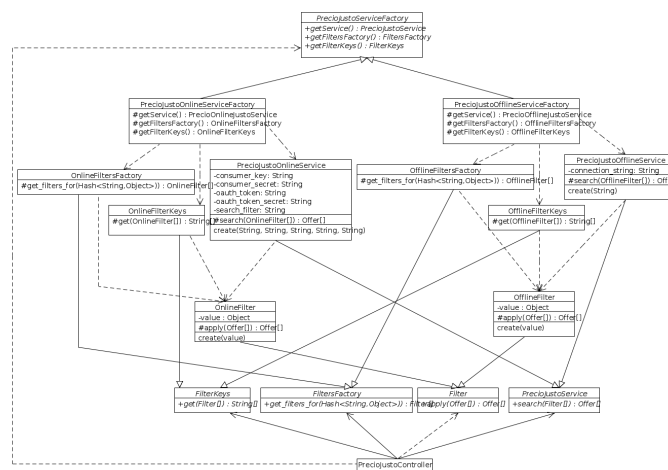 PrecioJustoServiceFactory
+getService() : PrecioJustoService
+getFiltersFactory() : FiltersFactory
+getFilterKeys() : FilterKeys
PrecioJustoOnlineServiceFactory
#getService() : PrecioOnlineJustoService
#getFiltersFactory() : OnlineFiltersFactory
#getFilterKeys() : OnlineFilterKeys
PrecioJustoOfflineServiceFactory
#getService() : PrecioOfflineJustoService
#getFiltersFactory() : OfflineFiltersFactory
#getFilterKeys() : OfflineFilterKeys
OnlineFiltersFactory
#get_filters_for(Hash<String,Object>)) : OnlineFilter[]
PrecioJustoOnlineService
-consumer_key: String
-consumer_secret: String
-oauth_token: String
-oauth_token_secret: String
-search_filter: String
#search(OnlineFilter[]) : Offer[]
create(String, String, String, String, String)
OfflineFiltersFactory
#get_filters_for(Hash<String,Object>)) : OfflineFilter[]
PrecioJustoOfflineService
-connection_string: String
#search(OfflineFilter[]) : Off
create(String)
OnlineFilterKeys
#get(OnlineFilter[]) : String[]
OfflineFilterKeys
#get(OfflineFilter[]) : String[]
OnlineFilter
-value : Object
#apply(Offer[]) : Offer[]
create(value)
OfflineFilter
-value : Object
#apply(Offer[]) : Offer[]
create(value)
FilterKeys
+get(Filter[]) : String[]
FiltersFactory
+get_filters_for(Hash<String,Object>)) : Filter[]
Filter
+apply(Offer[]) : Offer[]
PrecioJustoService
+search(Filter[]) : Offer[]
PrecioJustoController